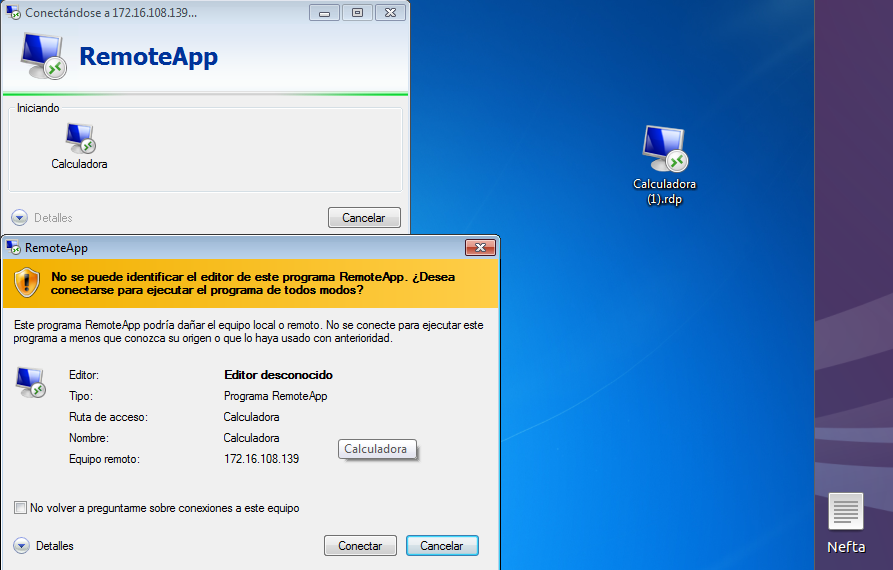 Conectándose a 172.16.108.139...
RemoteApp
Iniciando
Calculadora
Detalles
Cancelar
RemoteApp
No se puede identificar el editor de este programa RemoteApp. ¿Desea
conectarse para ejecutar el programa de todos modos?
Este programa RemoteApp podría dañar el equipo local o remoto. No se conecte para ejecutar este
programa a menos que conozca su origen o que lo haya usado con anterioridad.
Editor: Editor desconocido
Tipo: Programa RemoteApp
Ruta de acceso: Calculadora
Nombre: Calculadora
Equipo remoto: 172.16.108.139
Calculadora
No volver a preguntarme sobre conexiones a este equipo
Detalles
Conectar
Cancelar
Calculadora
(1).rdp
Nefta